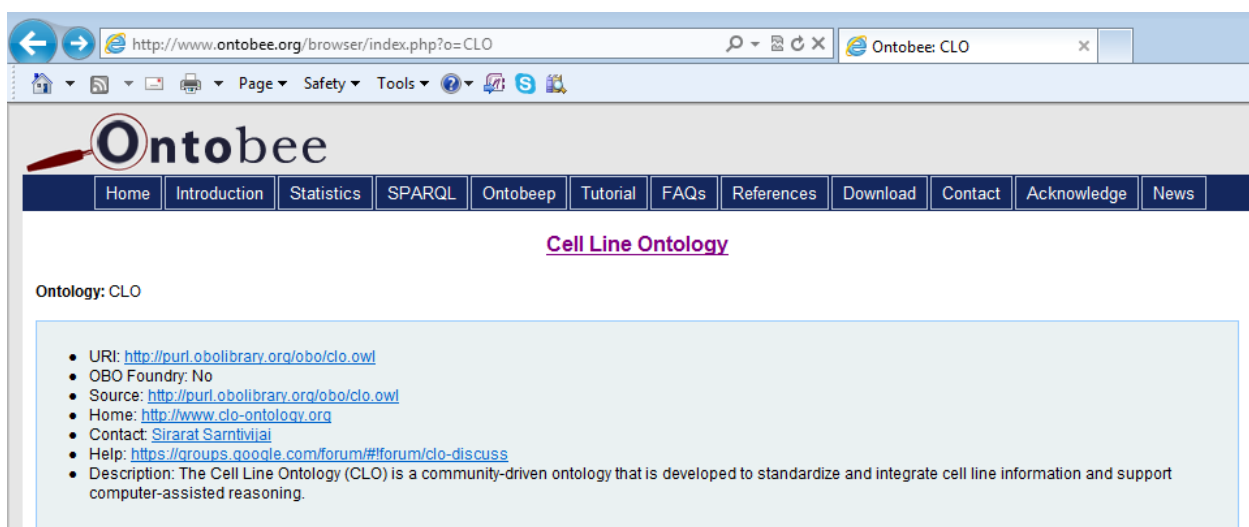 http://www.ontobee.org/browser/index.php?o=CLO
Ontobee: CLO
Page Safety Tools
Ontobee
Home Introduction Statistics SPARQL Ontobeep Tutorial FAQs References Download Contact Acknowledge News
Cell Line Ontology
Ontology: CLO
URI: http://purl.obolibrary.org/obo/clo.owl
OBO Foundry: No
Source: http://purl.obolibrary.org/obo/clo.owl
Home: http://www.clo-ontology.org
Contact: Sirarat Sarntivijai
Help: https://groups.google.com/forum/#!forum/clo-discuss
Description: The Cell Line Ontology (CLO) is a community-driven ontology that is developed to standardize and integrate cell line information and support
computer-assisted reasoning.